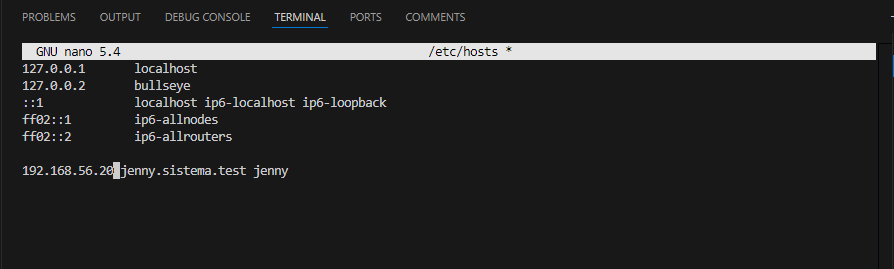 PROBLEMS OUTPUT DEBUG CONSOLE TERMINAL PORTS COMMENTS
GNU nano 5.4 /etc/hosts *
127.0.0.1 localhost
127.0.0.2 bullseye
::1 localhost ip6-localhost ip6-loopback
ff02::1 ip6-allnodes
ff02::2 ip6-allrouters
192.168.56.20 jenny.sistema.test jenny